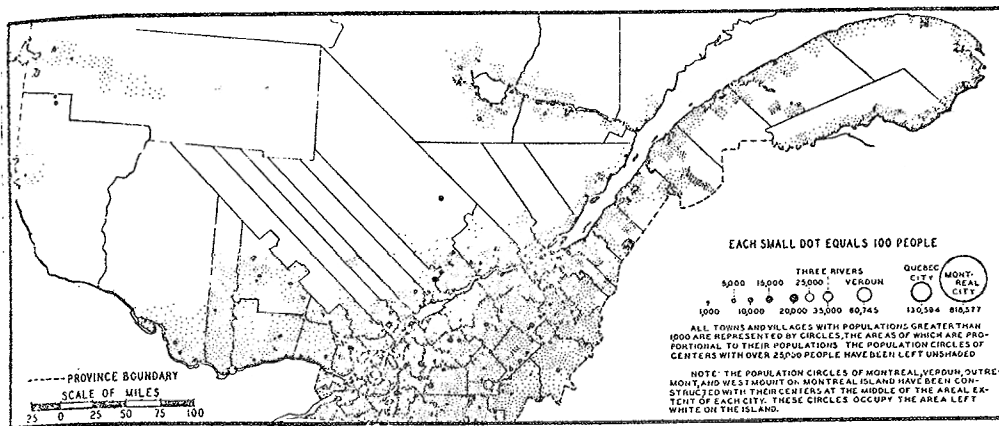 EACH SMALL DOT EQUALS 100 PEOPLE
THREE RIVERS
QUEBEC CITY
MONT-REAL CITY
5,000 15,000 25,000 VERDUN
1,000 10,000 20,000 35,000 60,745 130,594 818,577
ALL TOWNS AND VILLAGES WITH POPULATIONS GREATER THAN
1,000 ARE REPRESENTED BY CIRCLES, THE AREAS OF WHICH ARE PRO-
PORTIONAL TO THEIR POPULATIONS THE POPULATION CIRCLES OF
CENTERS WITH OVER 25,000 PEOPLE HAVE BEEN LEFT UNSHADED
NOTE: THE POPULATION CIRCLES OF MONTREAL, VERDUN, OUTRE-
MONT, AND WESTMOUNT ON MONTREAL ISLAND HAVE BEEN CON-
STRUCTED WITH THEIR CENTERS AT THE MIDDLE OF THE AREAL EX-
TENT OF EACH CITY. THESE CIRCLES OCCUPY THE AREA LEFT
WHITE ON THE ISLAND.
PROVINCE BOUNDARY
SCALE OF MILES
25 0 25 50 75 100